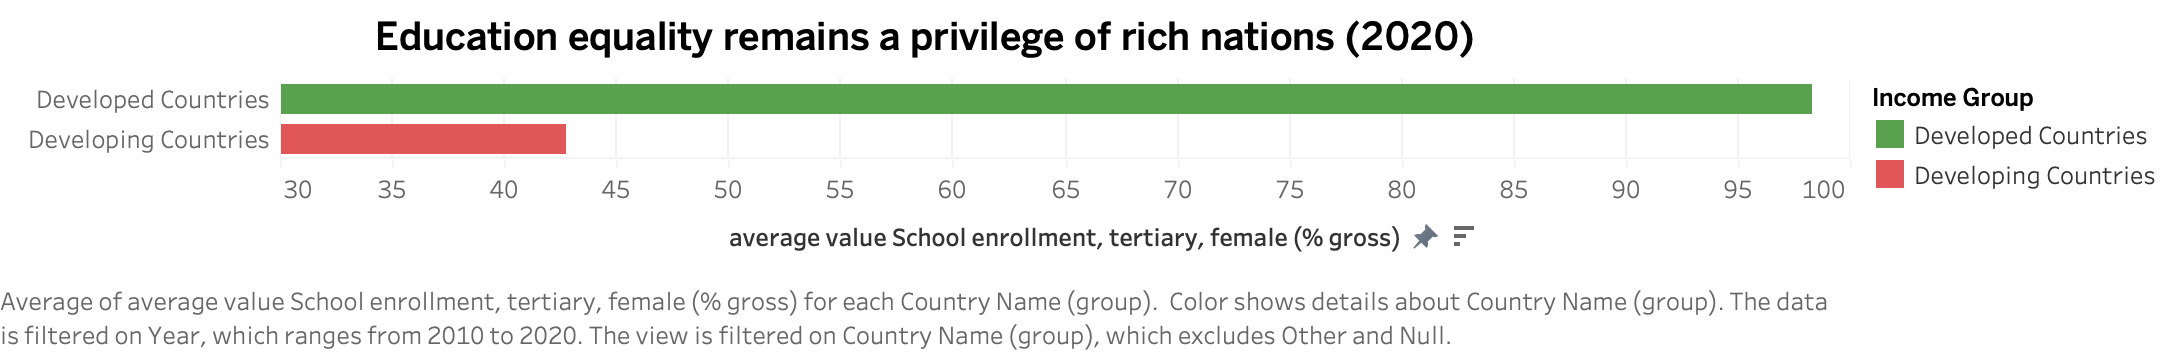 Education equality remains a privilege of rich nations (2020)
Developed Countries
Developing Countries
30 35 40 45 50 55 60 65 70 75 80 85 90 95 100
average value School enrollment, tertiary, female (% gross)
Income Group
Developed Countries
Developing Countries
Average of average value School enrollment, tertiary, female (% gross) for each Country Name (group).  Color shows details about Country Name (group). The data
is filtered on Year, which ranges from 2010 to 2020. The view is filtered on Country Name (group), which excludes Other and Null.